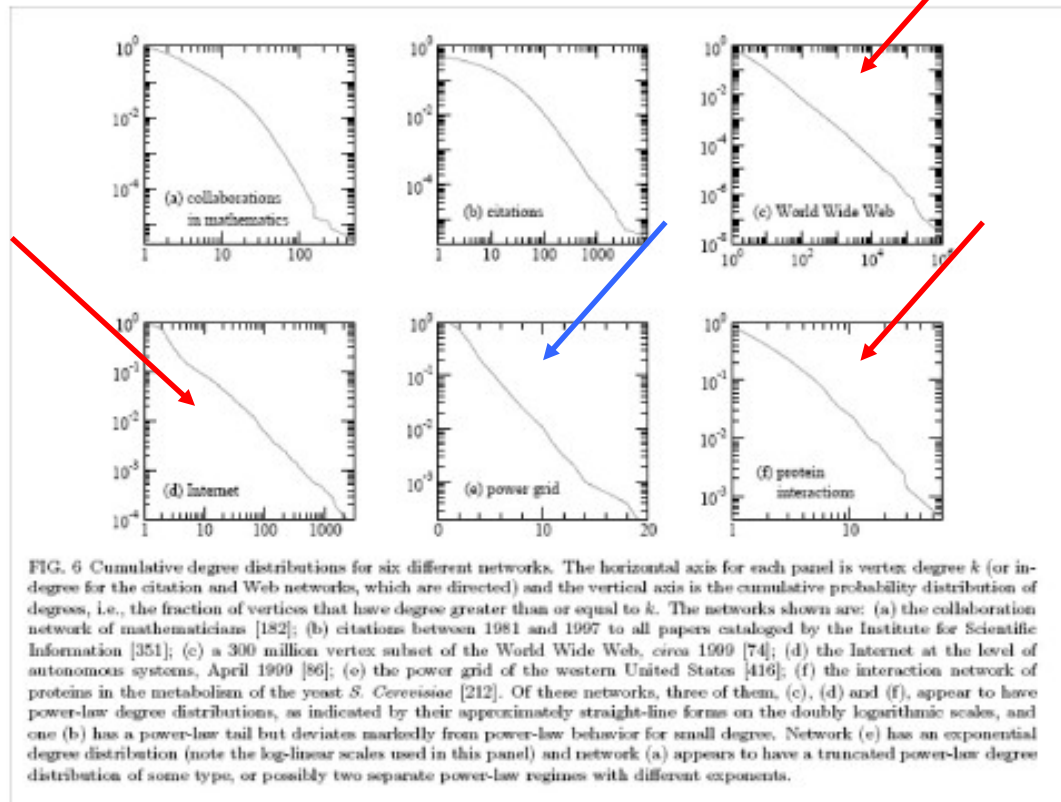 10^0
10^-2
10^-4
(a) collaborations
in mathematics
1 10 100
10^0
10^-2
10^-4
(b) citations
1 10 100 1000
10^0
10^-2
10^-4
10^-6
10^-8
(c) World Wide Web
10^0 10^2 10^4
10^0
10^-1
10^-2
10^-3
10^-4
(d) Internet
1 10 100 1000
10^0
10^-1
10^-2
10^-3
(e) power grid
0 10 20
10^0
10^-1
10^-2
10^-3
(f) protein
interactions
1 10
FIG. 6 Cumulative degree distributions for six different networks. The horizontal axis for each panel is vertex degree k (or in-
degree for the citation and Web networks, which are directed) and the vertical axis is the cumulative probability distribution of
degrees, i.e., the fraction of vertices that have degree greater than or equal to k. The networks shown are: (a) the collaboration
network of mathematicians [182]; (b) citations between 1981 and 1997 to all papers cataloged by the Institute for Scientific
Information [351]; (c) a 300 million vertex subset of the World Wide Web, circa 1999 [74]; (d) the Internet at the level of
autonomous systems, April 1999 [86]; (e) the power grid of the western United States [416]; (f) the interaction network of
proteins in the metabolism of the yeast S. Cerevisiae [212]. Of these networks, three of them, (c), (d) and (f), appear to have
power-law degree distributions, as indicated by their approximately straight-line forms on the doubly logarithmic scales, and
one (b) has a power-law tail but deviates markedly from power-law behavior for small degree. Network (e) has an exponential
degree distribution (note the log-linear scales used in this panel) and network (a) appears to have a truncated power-law degree
distribution of some type, or possibly two separate power-law regimes with different exponents.